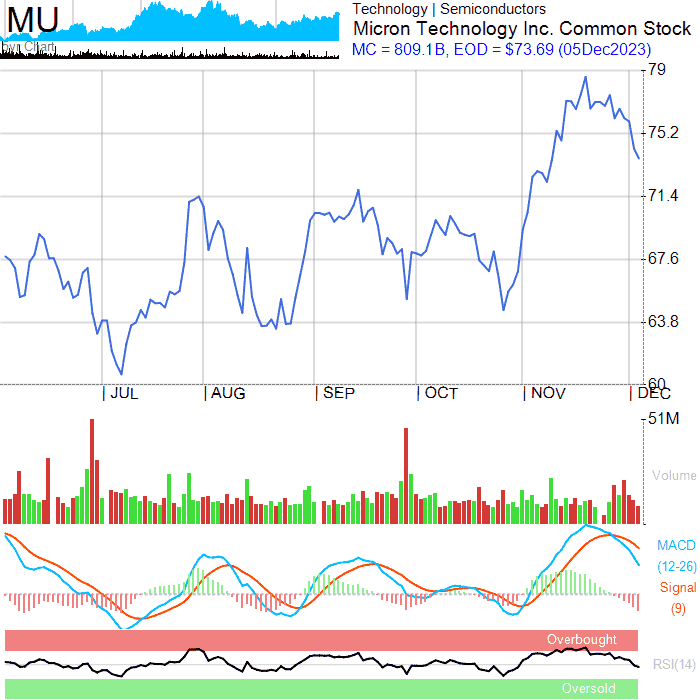 MU
Technology | Semiconductors
Micron Technology Inc. Common Stock
MC = 809.1B, EOD = $73.69 (05Dec2023)
Chart
79
75.2
71.4
67.6
63.8
60
JUL AUG SEP OCT NOV DEC
51M
Volume
MACD
(12-26)
Signal
(9)
Overbought
RSI(14)
Oversold